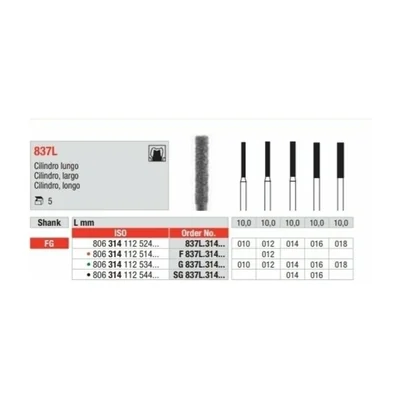 837L
Cilindro lungo
Cilindro, largo
Cilindro, longo
5
Shank L mm 10,0 10,0 10,0 10,0 10,0
ISO Order No.
FG 806 314 112 524... 837L.314... 010 012 014 016 018
806 314 112 514... F 837L.314... 012
806 314 112 534... G 837L.314... 010 012 014 016 018
806 314 112 544... SG 837L.314... 014 016